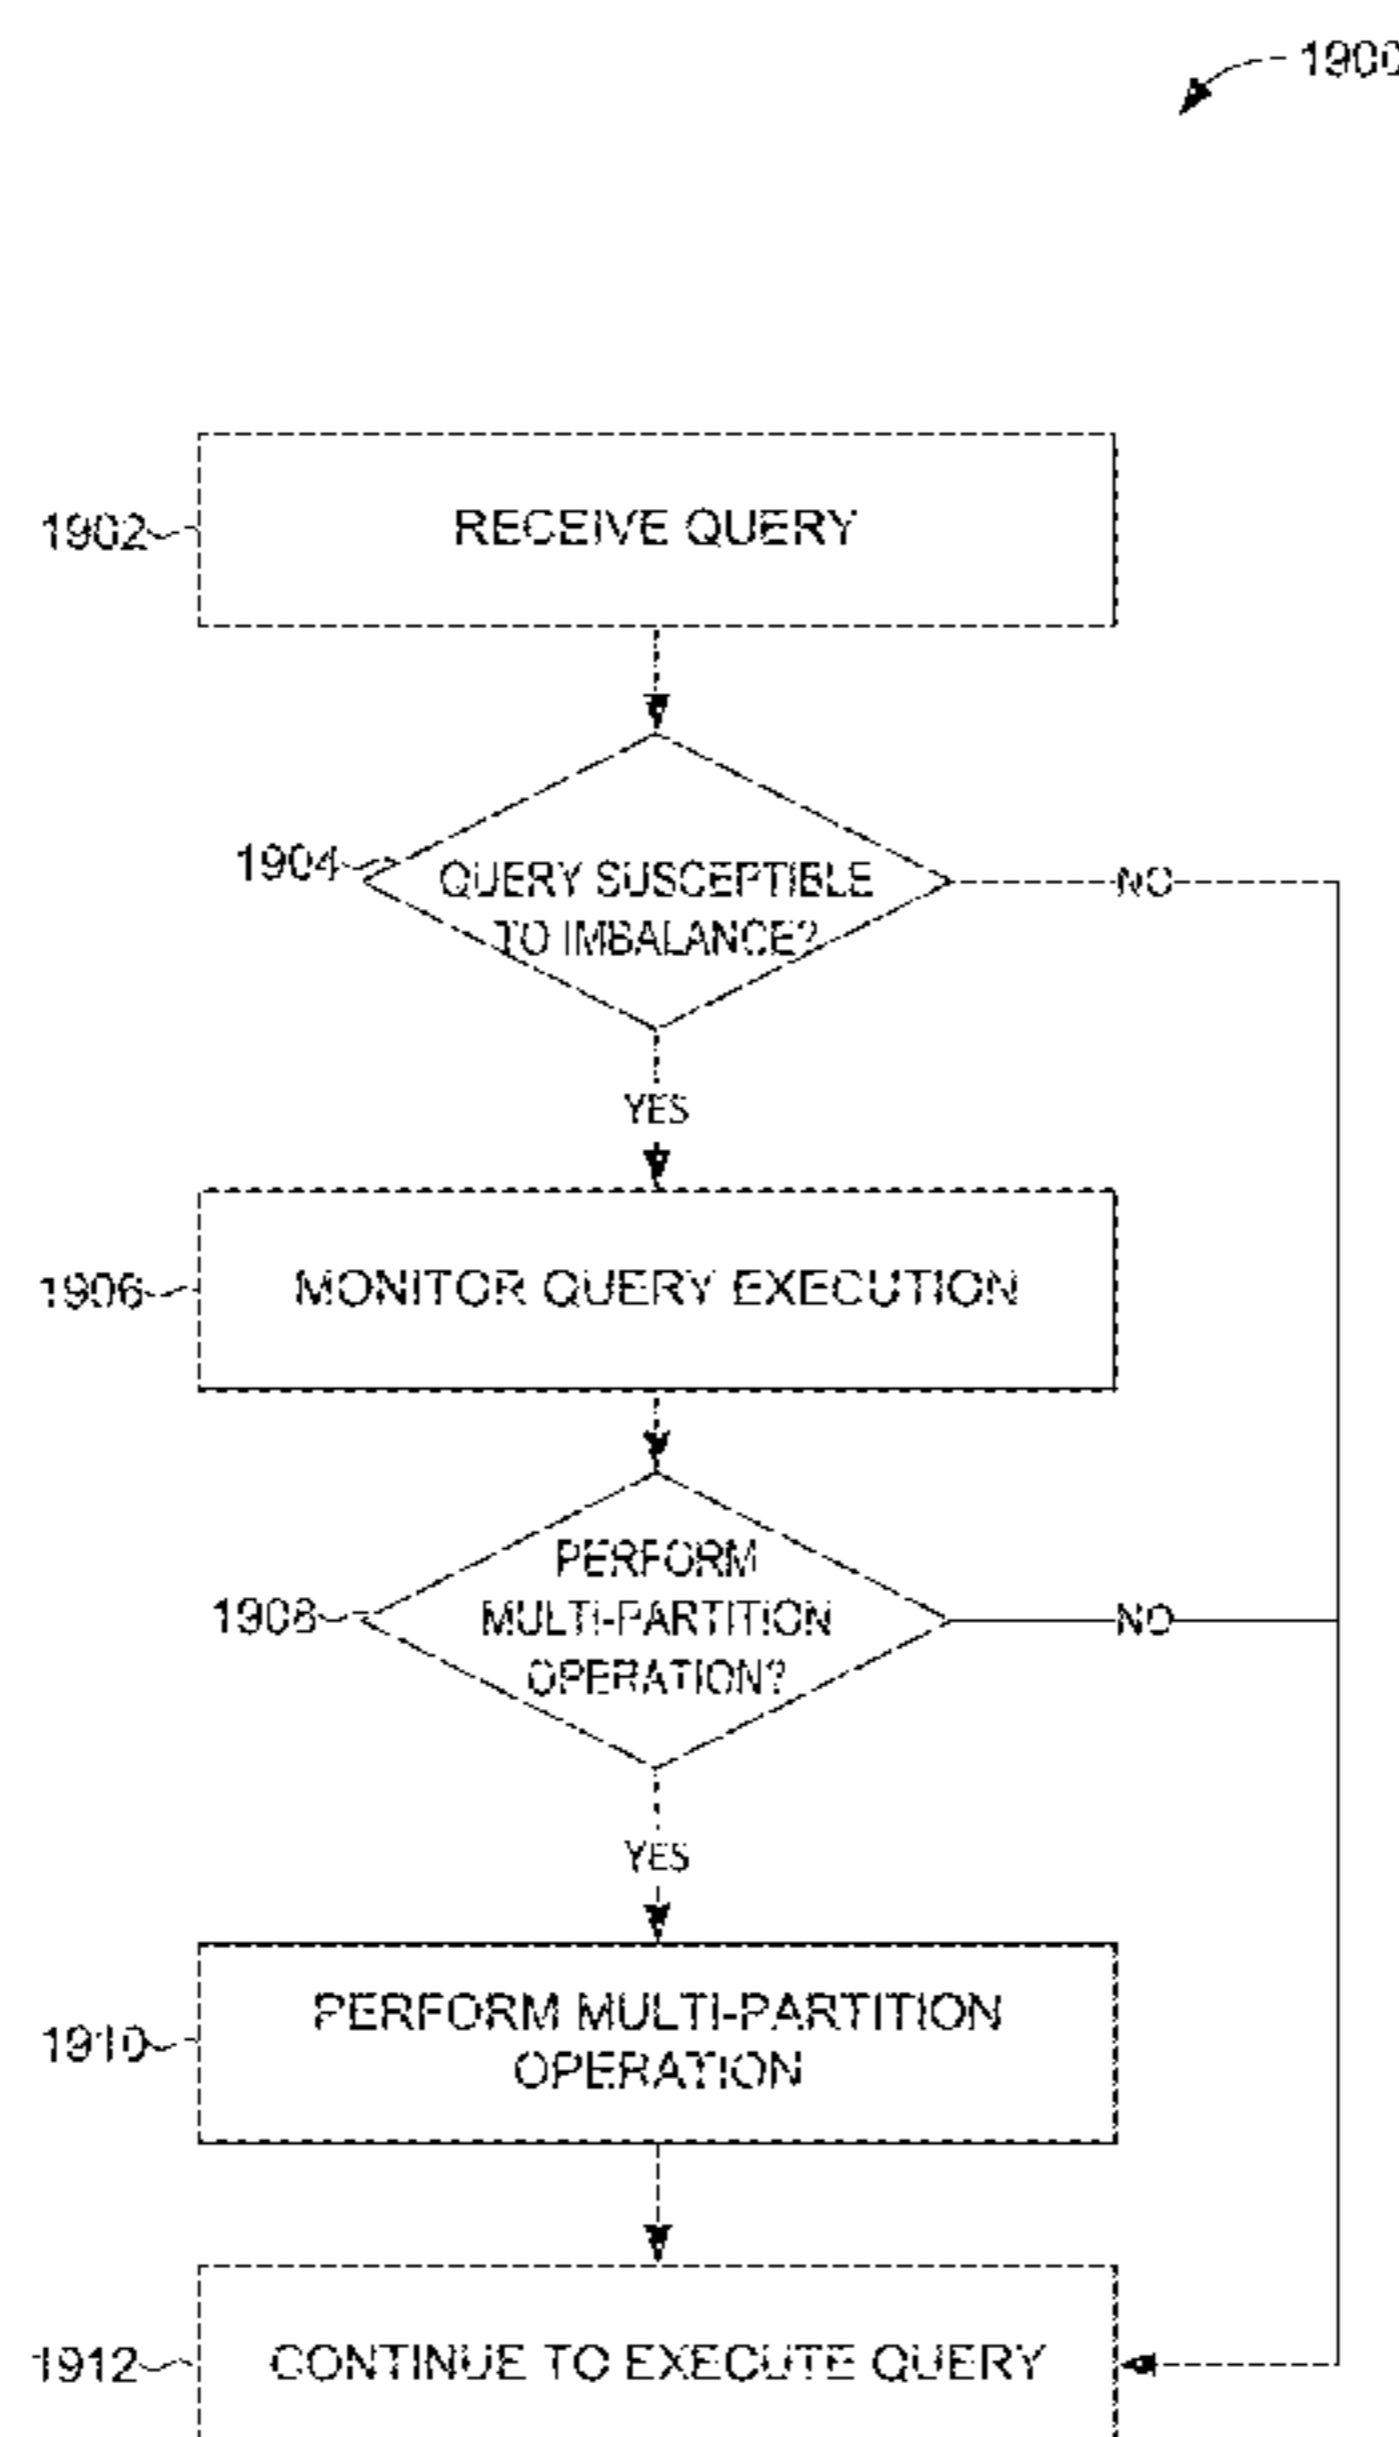 1900
1902
RECEIVE QUERY
1904
QUERY SUSCEPTIBLE
TO IMBALANCE?
NO
YES
1906
MONITOR QUERY EXECUTION
PERFORM
1908
MULTI-PARTITION
NO
OPERATION?
YES
PERFORM MULTI-PARTITION
1910
OPERATION
1912
CONTINUE TO EXECUTE QUERY